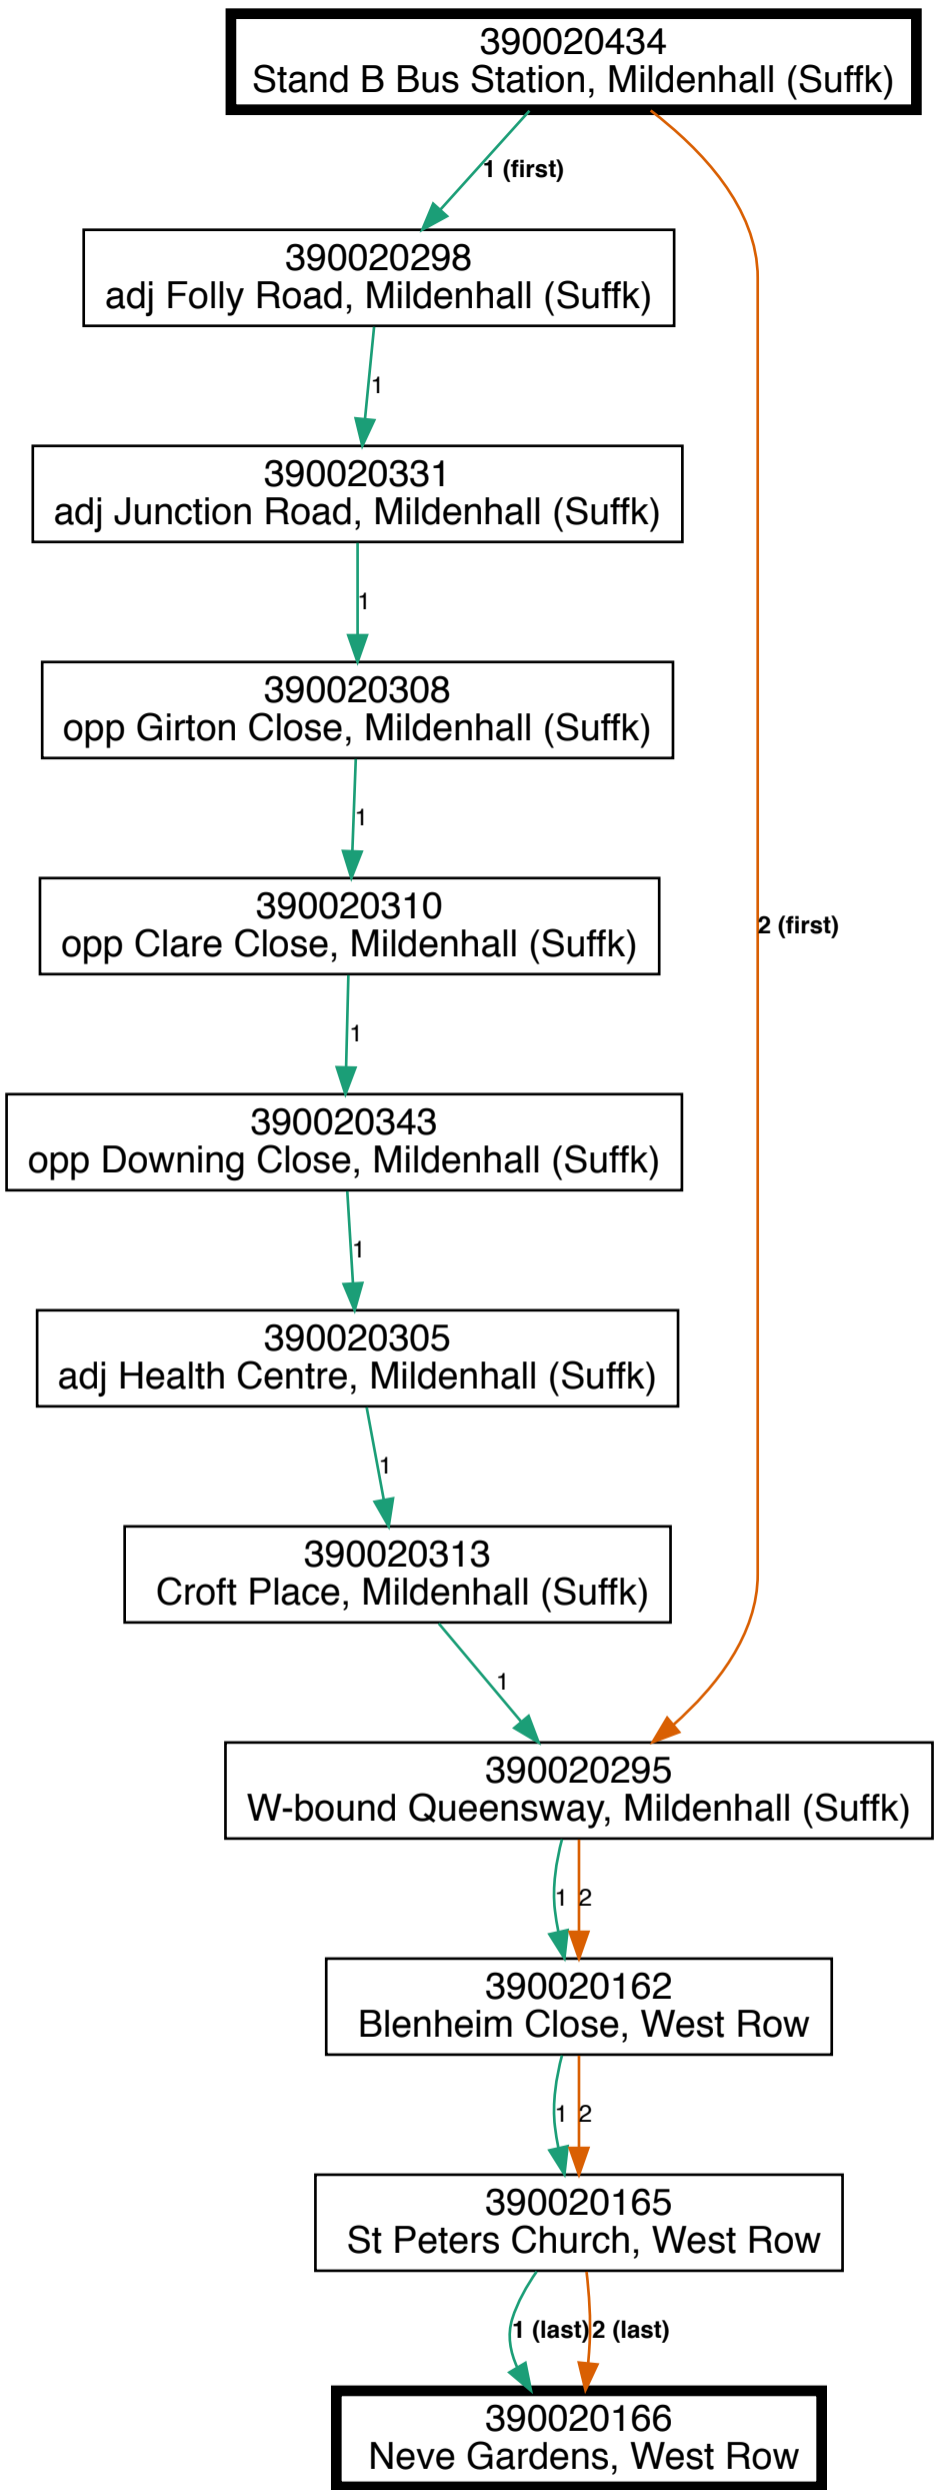 390020434
Stand B Bus Station, Mildenhall (Suffk)
1 (first)
390020298
adj Folly Road, Mildenhall (Suffk)
1
390020331
adj Junction Road, Mildenhall (Suffk)
1
390020308
opp Girton Close, Mildenhall (Suffk)
1
390020310
opp Clare Close, Mildenhall (Suffk)
2 (first)
1
390020343
opp Downing Close, Mildenhall (Suffk)
1
390020305
adj Health Centre, Mildenhall (Suffk)
1
390020313
Croft Place, Mildenhall (Suffk)
1
390020295
W-bound Queensway, Mildenhall (Suffk)
1 2
390020162
Blenheim Close, West Row
1 2
390020165
St Peters Church, West Row
1 (last) 2 (last)
390020166
Neve Gardens, West Row